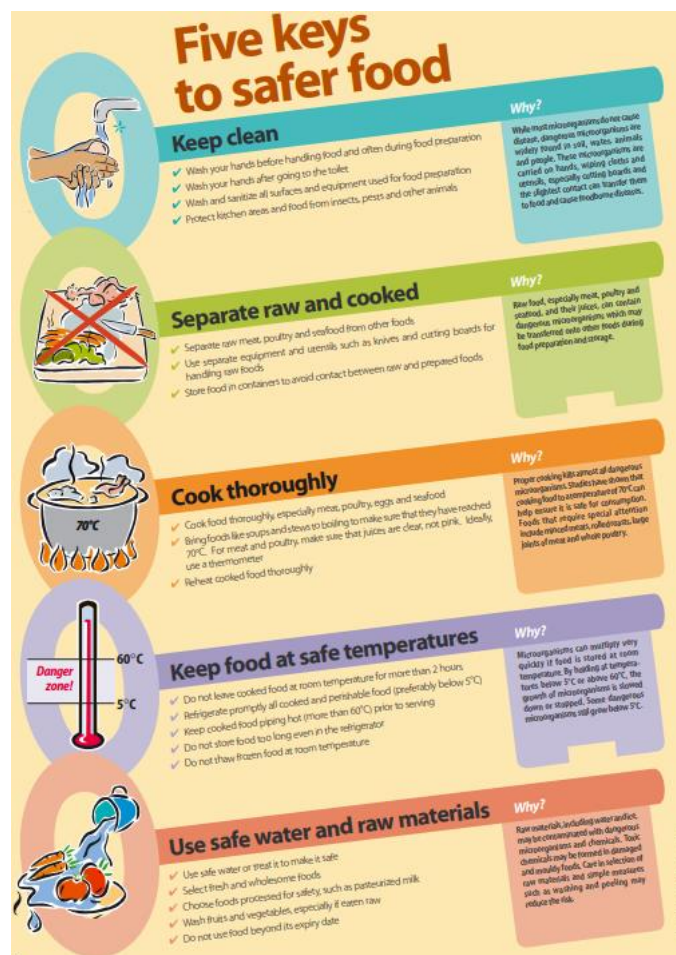 Five keys
to safer food
Keep clean
✔ Wash your hands before handling food and often during food preparation
✔ Wash your hands after going to the toilet
✔ Wash and sanitize all surfaces and equipment used for food preparation
✔ Protect kitchen areas and food from insects, pests and other animals
Why?
While most microorganisms do not cause
disease, dangerous microorganisms are
widely found in soil, water, animals
and people. These microorganisms are
carried on hands, wiping cloths and
utensils, especially cutting boards and
the slightest contact can transfer them
to food and cause foodborne diseases.
Separate raw and cooked
✔ Separate raw meat, poultry and seafood from other foods
✔ Use separate equipment and utensils such as knives and cutting boards for
handling raw foods
✔ Store food in containers to avoid contact between raw and prepared foods
Why?
Raw food, especially meat, poultry and
seafood, and their juices, can contain
dangerous microorganisms which may
be transferred onto other foods during
food preparation and storage.
70°C
Cook thoroughly
✔ Cook food thoroughly, especially meat, poultry, eggs and seafood
✔ Bring foods like soups and stews to boiling to make sure that they have reached
70°C. For meat and poultry, make sure that juices are clear, not pink. Ideally,
use a thermometer
✔ Reheat cooked food thoroughly
Why?
Proper cooking kills almost all dangerous
microorganisms. Studies have shown that
cooking food to a temperature of 70°C can
help ensure it is safe for consumption.
Foods that require special attention
include minced meats, rolled roasts, large
joints of meat and whole poultry.
60°C
Danger
zone!
5°C
Keep food at safe temperatures
✔ Do not leave cooked food at room temperature for more than 2 hours
✔ Refrigerate promptly all cooked and perishable food (preferably below 5°C)
✔ Keep cooked food piping hot (more than 60°C) prior to serving
✔ Do not store food too long even in the refrigerator
✔ Do not thaw frozen food at room temperature
Why?
Microorganisms can multiply very
quickly if food is stored at room
temperature. By holding at tempera-
tures below 5°C or above 60°C, the
growth of microorganisms is slowed
down or stopped. Some dangerous
microorganisms still grow below 5°C.
Use safe water and raw materials
✔ Use safe water or treat it to make it safe
✔ Select fresh and wholesome foods
✔ Choose foods processed for safety, such as pasteurized milk
✔ Wash fruits and vegetables, especially if eaten raw
✔ Do not use food beyond its expiry date
Why?
Raw materials, including water and ice,
may be contaminated with dangerous
microorganisms and chemicals. Toxic
chemicals may be formed in damaged
and mouldy foods. Care in selection of
raw materials and simple measures
such as washing and peeling may
reduce the risk.